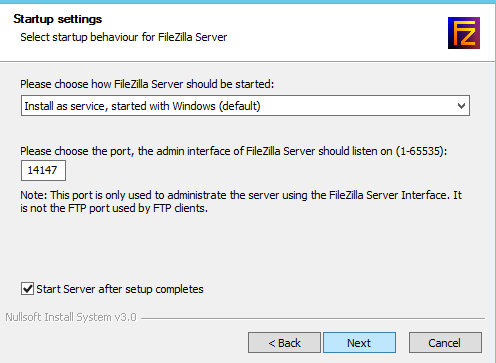 Startup settings
Select startup behaviour for FileZilla Server
FZ
Please choose how FileZilla Server should be started:
Install as service, started with Windows (default)
Please choose the port, the admin interface of FileZilla Server should listen on (1-65535):
14147
Note: This port is only used to administrate the server using the FileZilla Server Interface. It
is not the FTP port used by FTP clients.
Start Server after setup completes
Nullsoft Install System v3.0
< Back
Next
Cancel